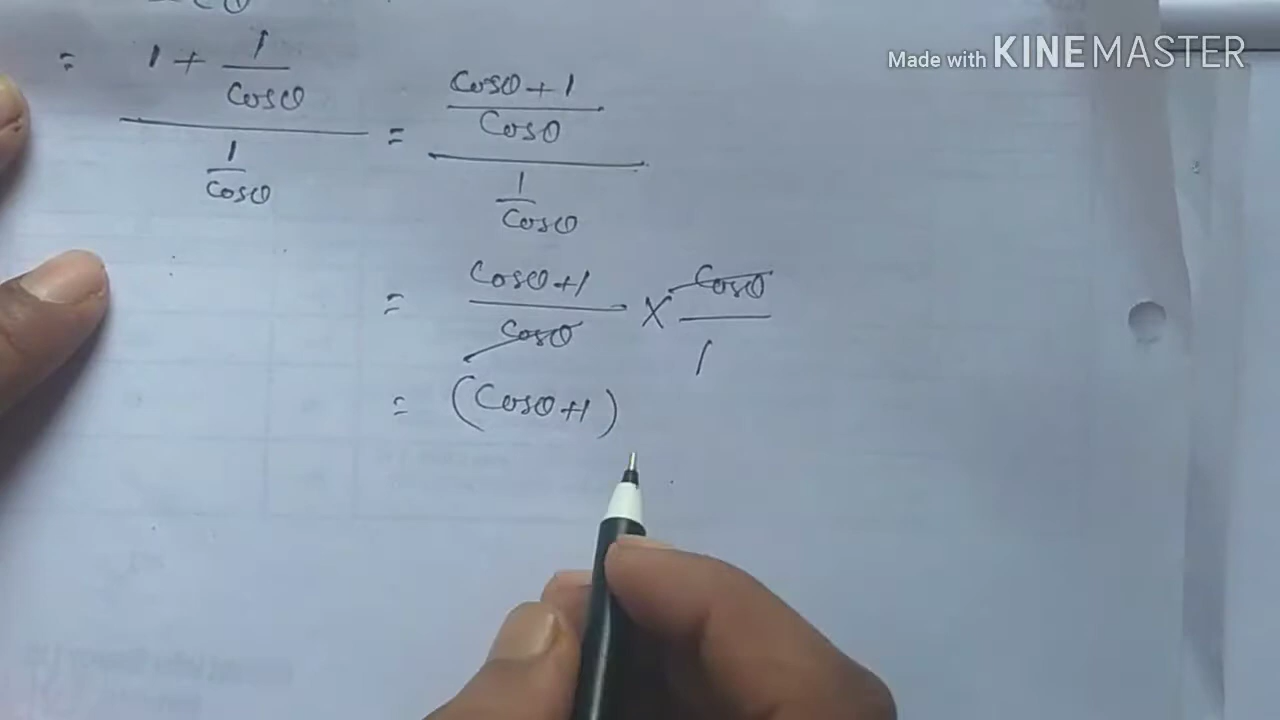 Made with KINEMASTER
= 1 + 1/cosθ / 1/cosθ = cosθ+1/cosθ / 1/cosθ
= cosθ+1/cosθ × cosθ/1
= (cosθ+1)